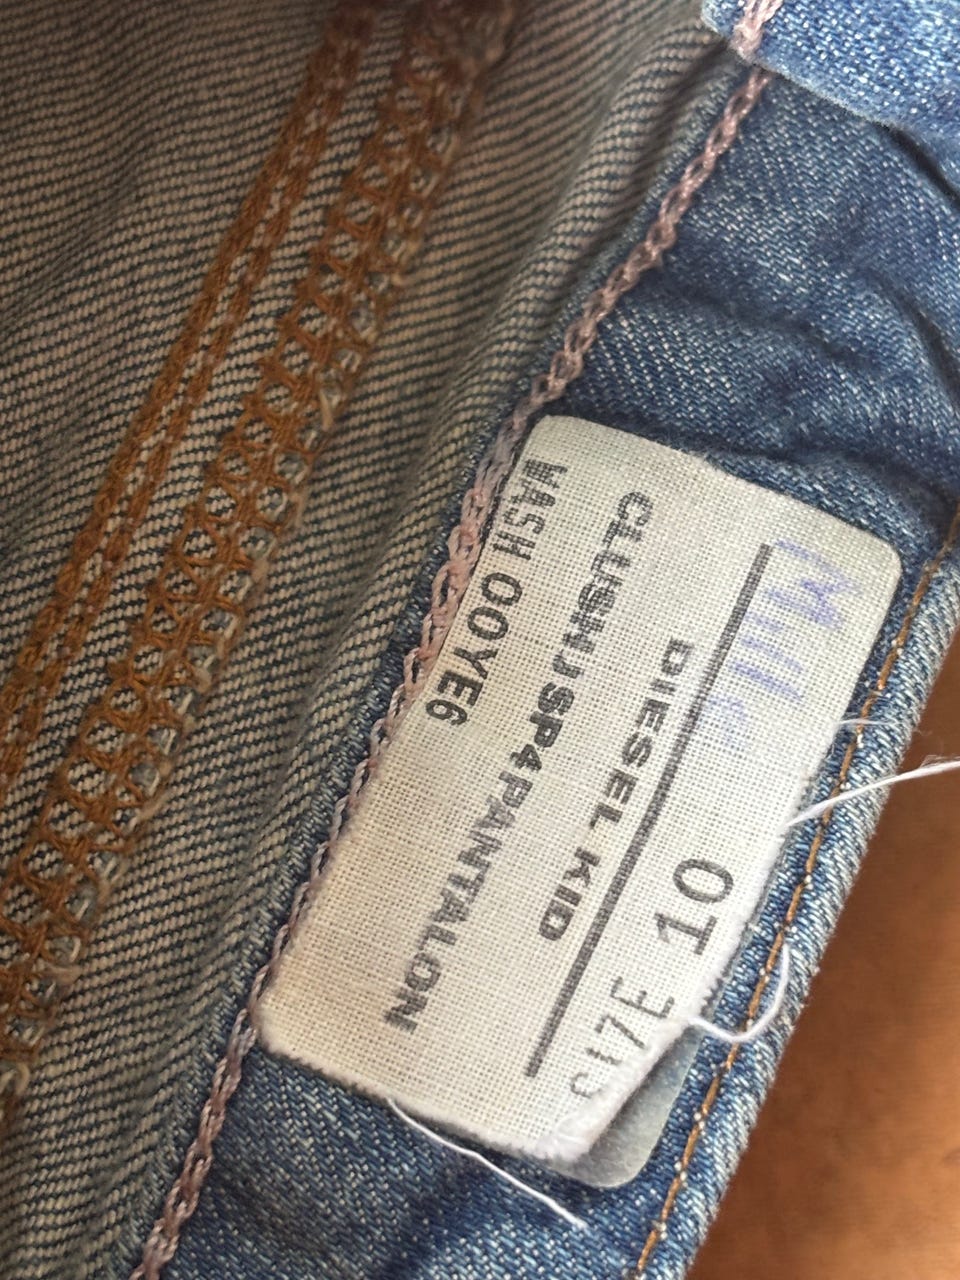 SIZE 10
DIESEL KID
CLUSHJ SP4 PANTALON
WASH 00YE6